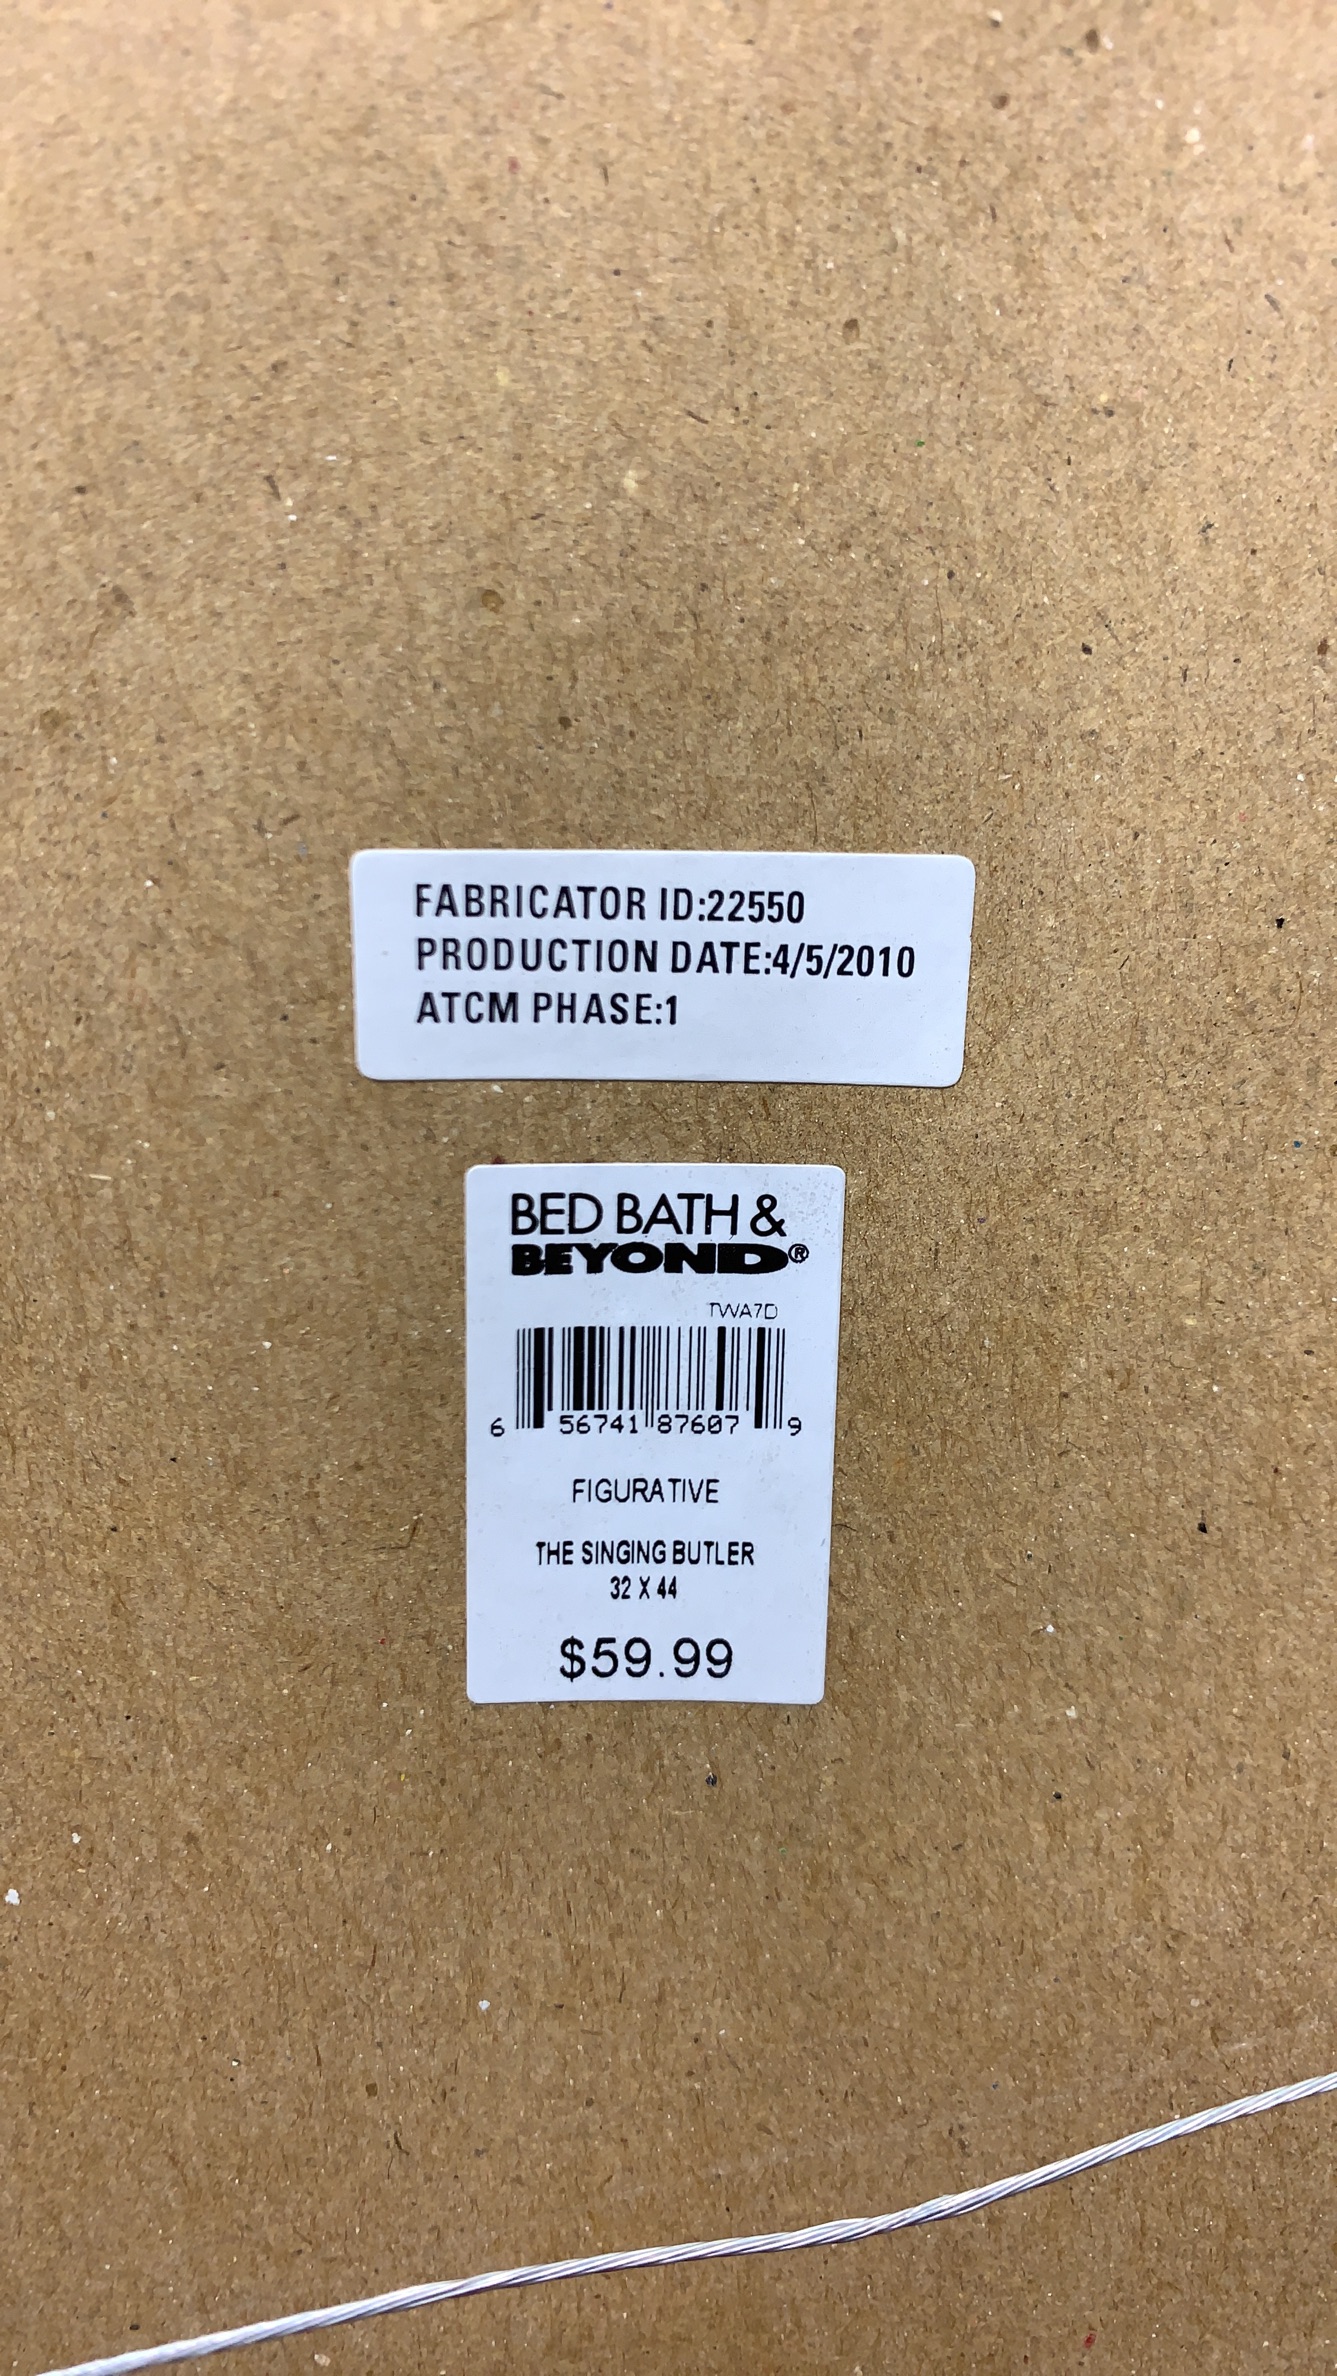 FABRICATOR ID:22550
PRODUCTION DATE:4/5/2010
ATCM PHASE:1
BED BATH &
BEYOND®
TWA7D
6 56741 87607 9
FIGURATIVE
THE SINGING BUTLER
32 X 44
$59.99